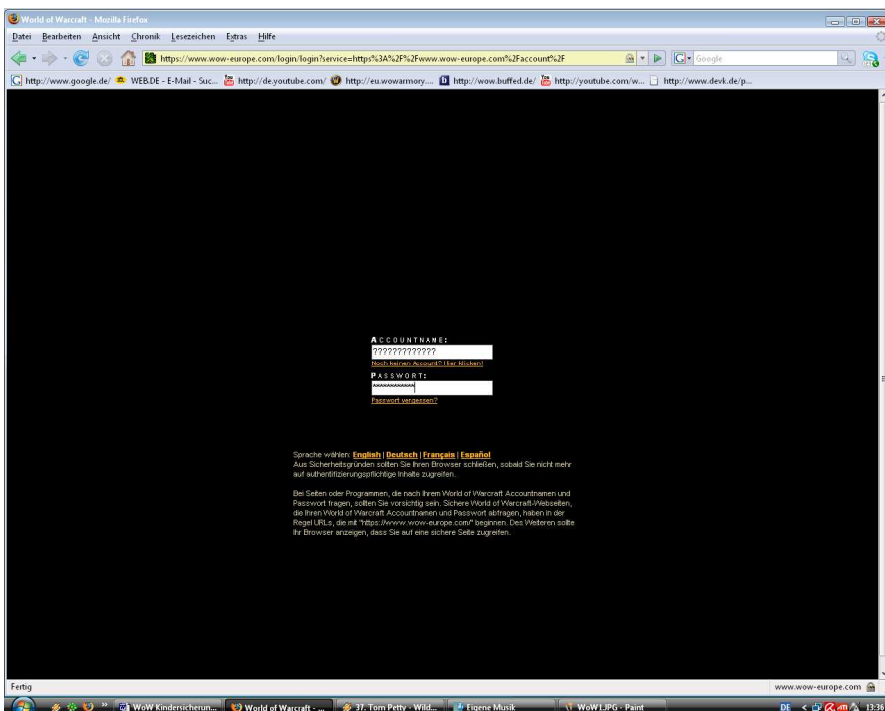 World of Warcraft - Mozilla Firefox
Datei Bearbeiten Ansicht Chronik Lesezeichen Extras Hilfe
https://www.wow-europe.com/login/login?service=https%3A%2F%2Fwww.wow-europe.com%2Faccount%2F
Google
http://www.google.de/ WEB.DE - E-Mail - Suc... http://de.youtube.com/ http://eu.wowarmory.... http://wow.buffed.de/ http://youtube.com/w... http://www.devk.de/p...
ACCOUNTNAME:
?????????????
Noch keinen Account? Hier klicken!
PASSWORT:
************
Passwort vergessen?
Sprache wählen: English | Deutsch | Français | Español
Aus Sicherheitsgründen sollten Sie Ihren Browser schließen, sobald Sie nicht mehr
auf authentifizierungspflichtige Inhalte zugreifen.
Bei Seiten oder Programmen, die nach Ihrem World of Warcraft Accountnamen und
Passwort fragen, sollten Sie vorsichtig sein. Sichere World of Warcraft-Webseiten,
die Ihren World of Warcraft Accountnamen und Passwort abfragen, haben in der
Regel URLs, die mit "https://www.wow-europe.com/" beginnen. Des Weiteren sollte
Ihr Browser anzeigen, dass Sie auf eine sichere Seite zugreifen.
Fertig
www.wow-europe.com
WoW Kindersicherun... World of Warcraft - ... 37. Tom Petty - Wild... Eigene Musik WoW1.JPG - Paint DE 13:36